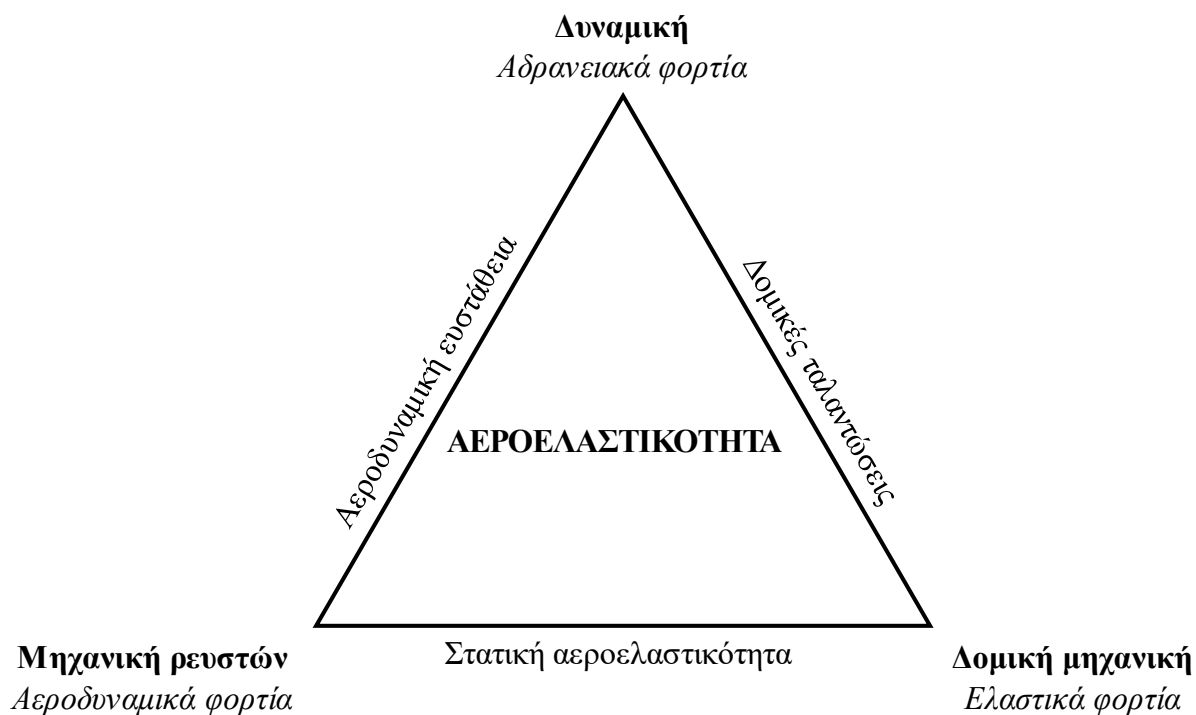 Δυναμική
Αδρανειακά φορτία
Αεροδυναμική ευστάθεια
Δομικές ταλαντώσεις
ΑΕΡΟΕΛΑΣΤΙΚΟΤΗΤΑ
Στατική αεροελαστικότητα
Μηχανική ρευστών
Αεροδυναμικά φορτία
Δομική μηχανική
Ελαστικά φορτία